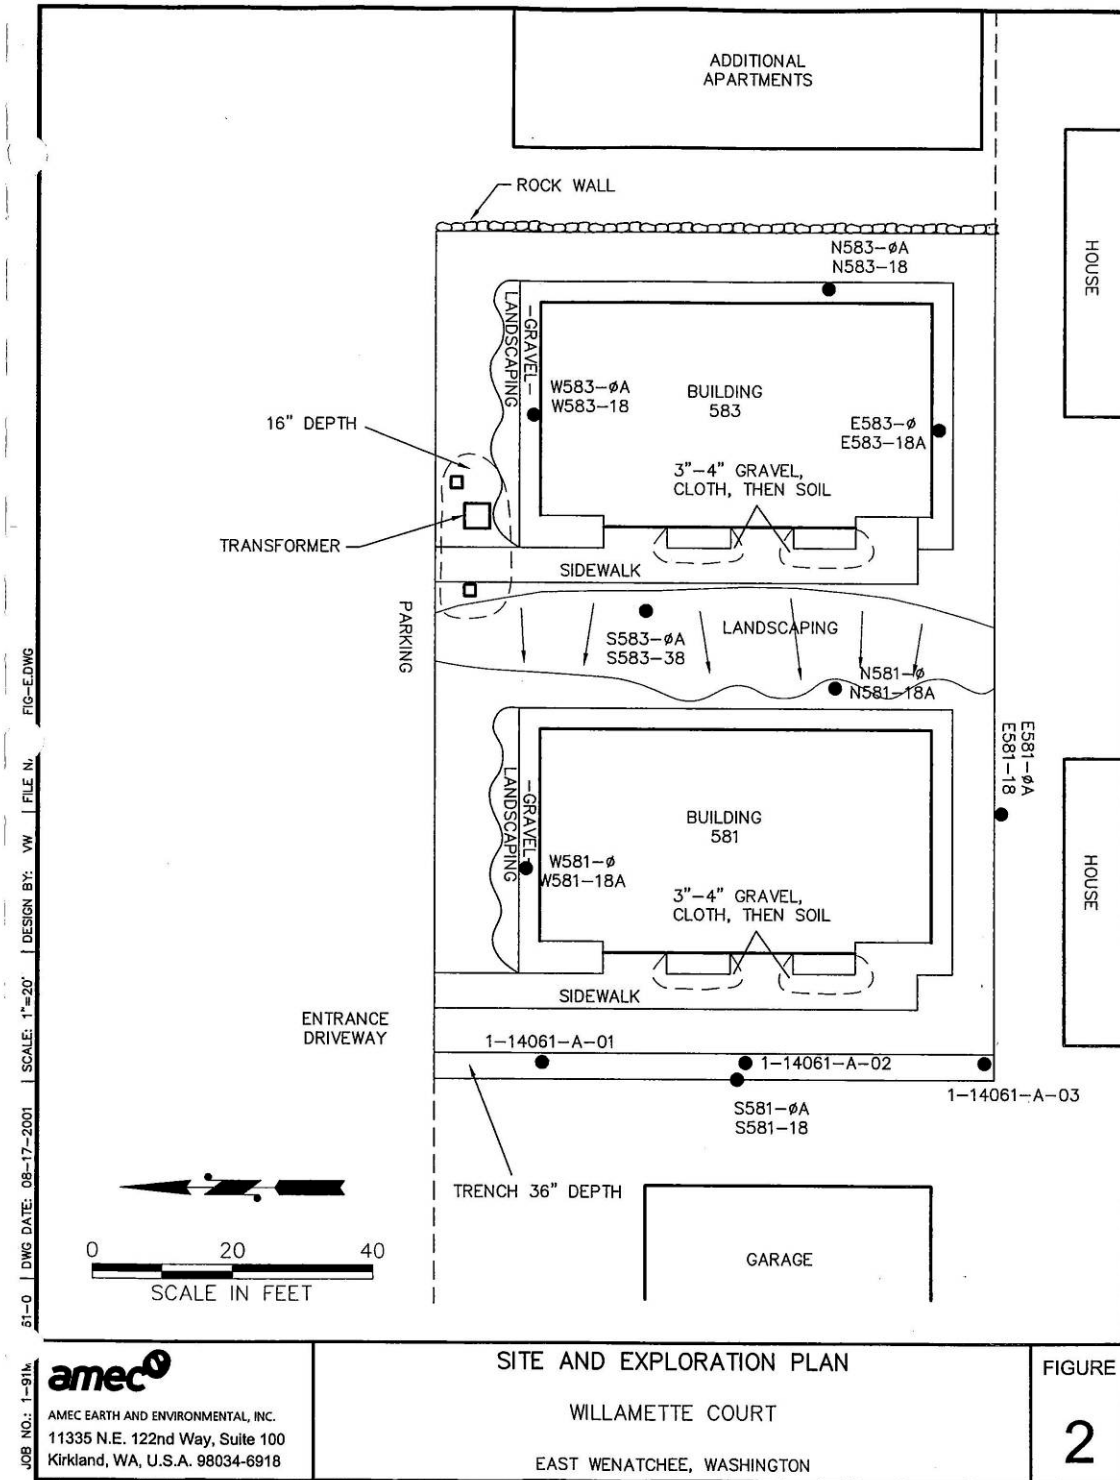 ADDITIONAL
APARTMENTS
ROCK WALL
HOUSE
N583-øA
N583-18
LANDSCAPING
-GRAVEL-
W583-øA
W583-18
BUILDING
583
E583-ø
E583-18A
16" DEPTH
3"-4" GRAVEL,
CLOTH, THEN SOIL
TRANSFORMER
SIDEWALK
PARKING
S583-øA
S583-38
LANDSCAPING
N581-ø
N581-18A
E581-øA
E581-18
LANDSCAPING
-GRAVEL-
BUILDING
581
W581-ø
W581-18A
HOUSE
3"-4" GRAVEL,
CLOTH, THEN SOIL
SIDEWALK
ENTRANCE
DRIVEWAY
1-14061-A-01
1-14061-A-02
1-14061-A-03
S581-øA
S581-18
TRENCH 36" DEPTH
GARAGE
0 20 40
SCALE IN FEET
JOB NO.: 1-91M 51-0 | DWG DATE: 08-17-2001 | SCALE: 1"=20' | DESIGN BY: VW | FILE N. FIG-E.DWG
amec
AMEC EARTH AND ENVIRONMENTAL, INC.
11335 N.E. 122nd Way, Suite 100
Kirkland, WA, U.S.A. 98034-6918
SITE AND EXPLORATION PLAN
WILLAMETTE COURT
EAST WENATCHEE, WASHINGTON
FIGURE
2